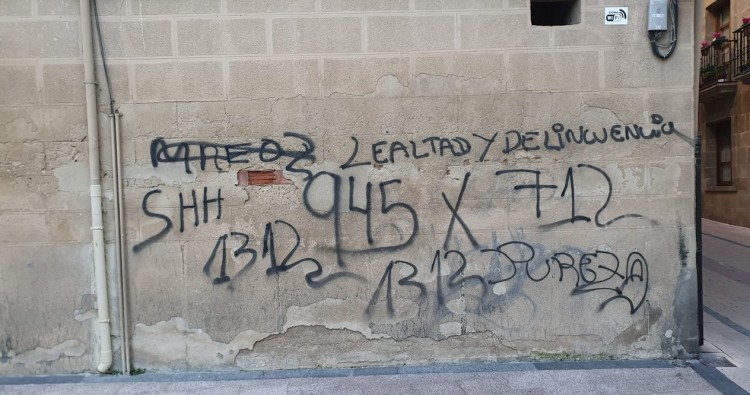 LEALTAD Y DELINCUENCIA
SHH
945 X 712
1312
1312
PUREZA